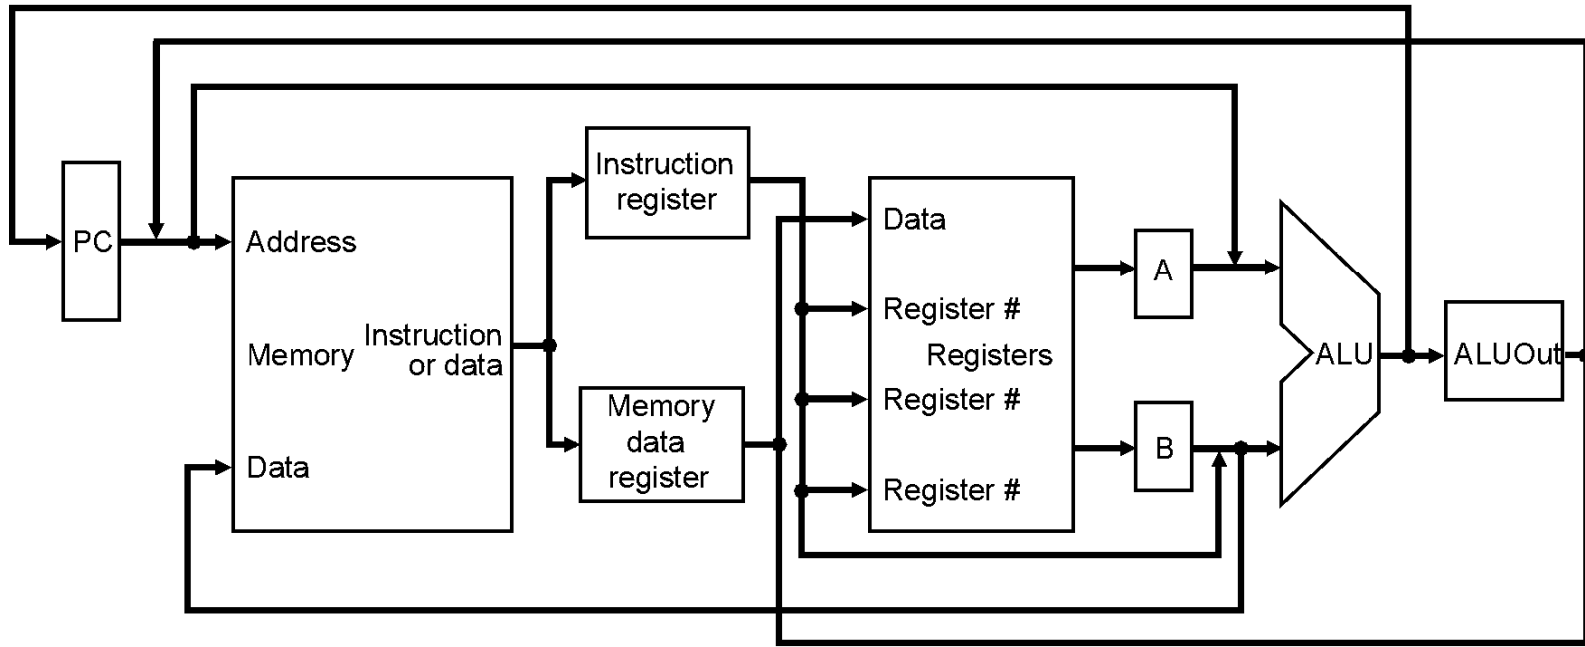 PC
Address
Memory
Instruction
or data
Data
Instruction
register
Memory
data
register
Data
Register #
Registers
Register #
Register #
A
B
ALU
ALUOut